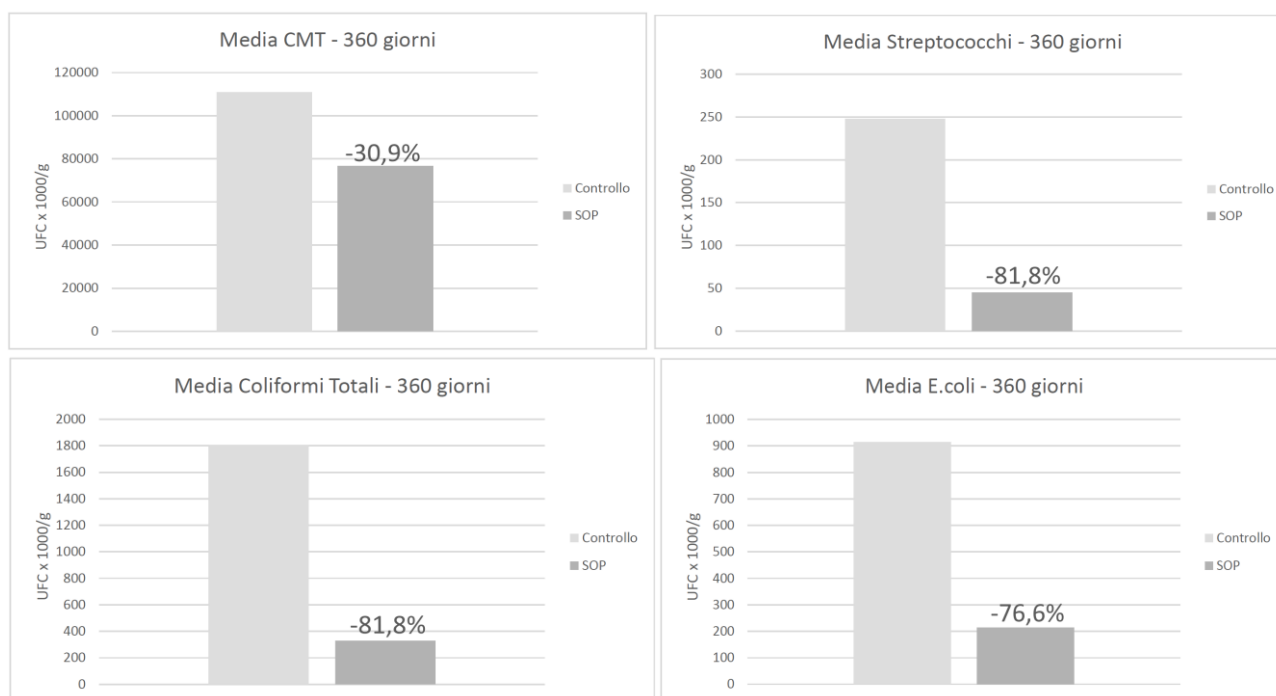 Media CMT - 360 giorni
120000
100000
80000
60000
40000
20000
0
UFC x 1000/g
-30,9%
Controllo
SOP
Media Streptococchi - 360 giorni
300
250
200
150
100
50
0
UFC x 1000/g
-81,8%
Controllo
SOP
Media Coliformi Totali - 360 giorni
2000
1800
1600
1400
1200
1000
800
600
400
200
0
UFC x 1000/g
-81,8%
Controllo
SOP
Media E.coli - 360 giorni
1000
900
800
700
600
500
400
300
200
100
0
UFC x 1000/g
-76,6%
Controllo
SOP